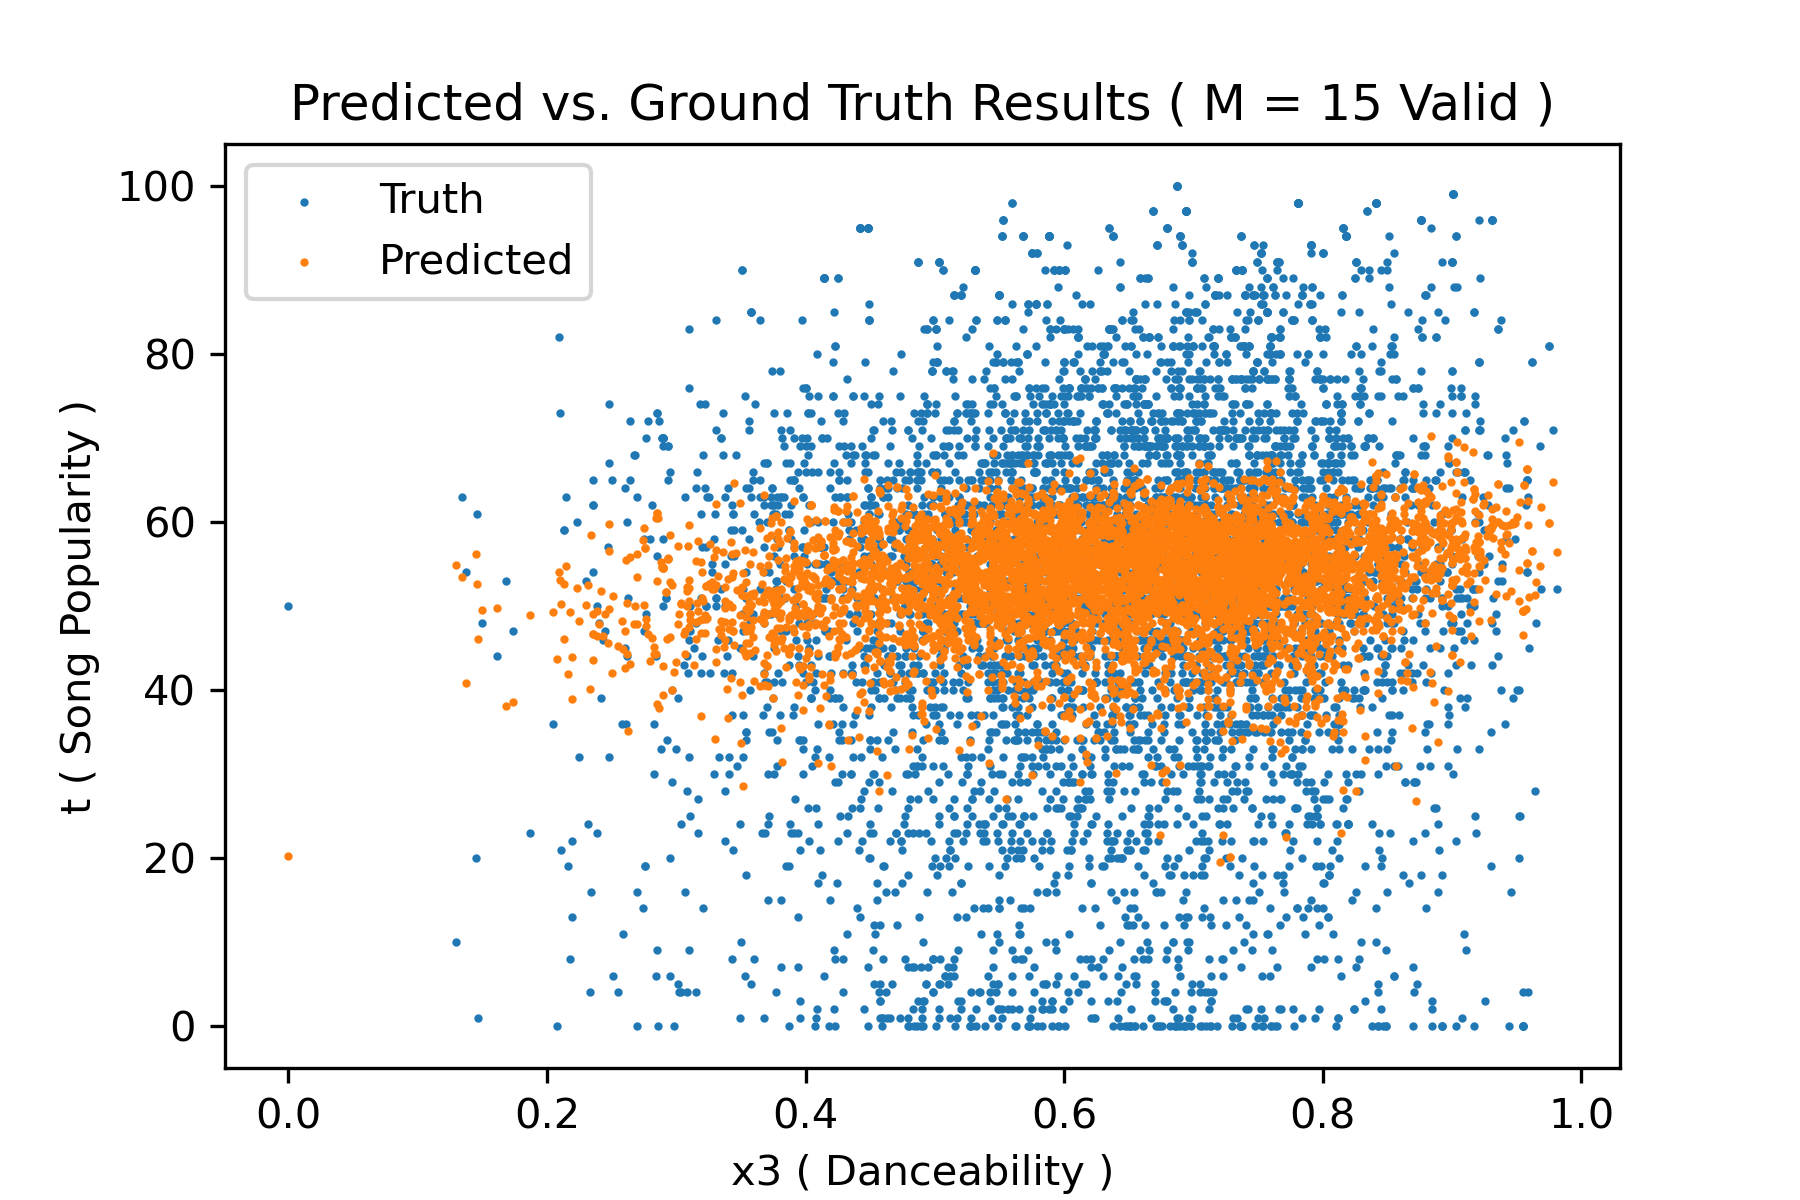 Predicted vs. Ground Truth Results ( M = 15 Valid )
Truth
Predicted
100
80
60
40
20
0
t ( Song Popularity )
0.0 0.2 0.4 0.6 0.8 1.0
x3 ( Danceability )